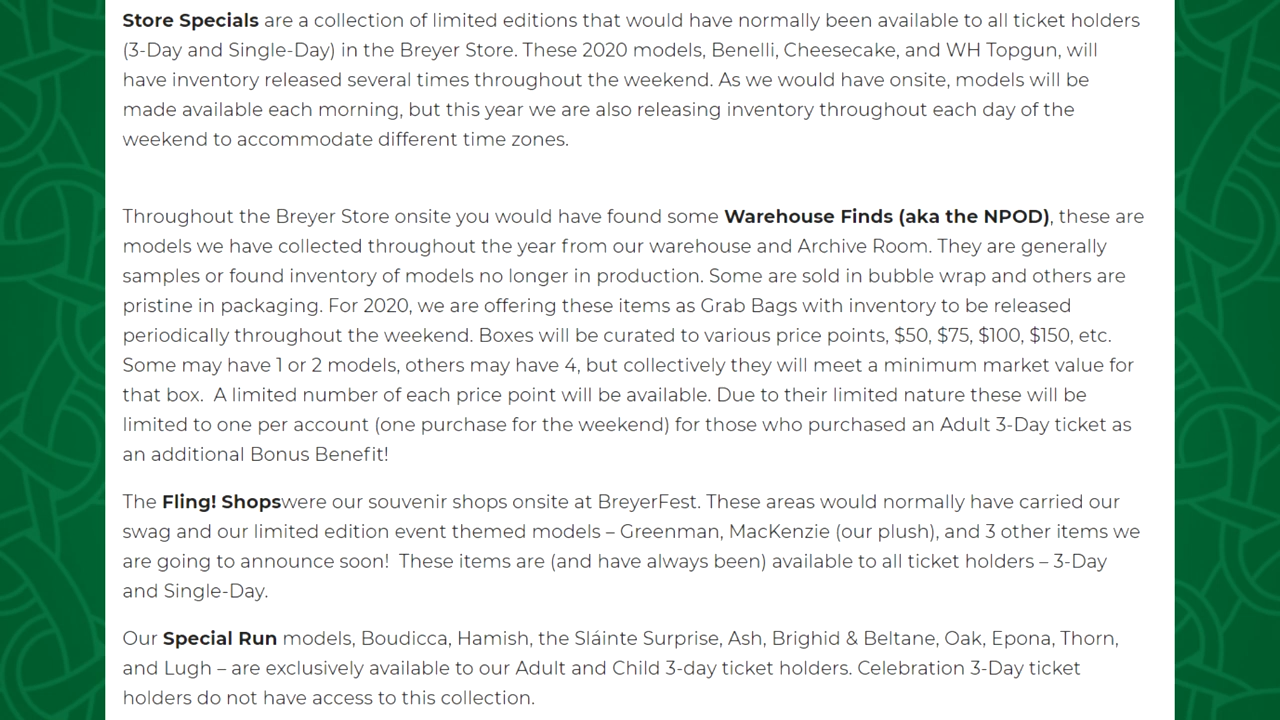 Store Specials are a collection of limited editions that would have normally been available to all ticket holders
(3-Day and Single-Day) in the Breyer Store. These 2020 models, Benelli, Cheesecake, and WH Topgun, will
have inventory released several times throughout the weekend. As we would have onsite, models will be
made available each morning, but this year we are also releasing inventory throughout each day of the
weekend to accommodate different time zones.
Throughout the Breyer Store onsite you would have found some Warehouse Finds (aka the NPOD), these are
models we have collected throughout the year from our warehouse and Archive Room. They are generally
samples or found inventory of models no longer in production. Some are sold in bubble wrap and others are
pristine in packaging. For 2020, we are offering these items as Grab Bags with inventory to be released
periodically throughout the weekend. Boxes will be curated to various price points, $50, $75, $100, $150, etc.
Some may have 1 or 2 models, others may have 4, but collectively they will meet a minimum market value for
that box.  A limited number of each price point will be available. Due to their limited nature these will be
limited to one per account (one purchase for the weekend) for those who purchased an Adult 3-Day ticket as
an additional Bonus Benefit!
The Fling! Shopswere our souvenir shops onsite at BreyerFest. These areas would normally have carried our
swag and our limited edition event themed models – Greenman, MacKenzie (our plush), and 3 other items we
are going to announce soon!  These items are (and have always been) available to all ticket holders – 3-Day
and Single-Day.
Our Special Run models, Boudicca, Hamish, the Sláinte Surprise, Ash, Brighid & Beltane, Oak, Epona, Thorn,
and Lugh – are exclusively available to our Adult and Child 3-day ticket holders. Celebration 3-Day ticket
holders do not have access to this collection.